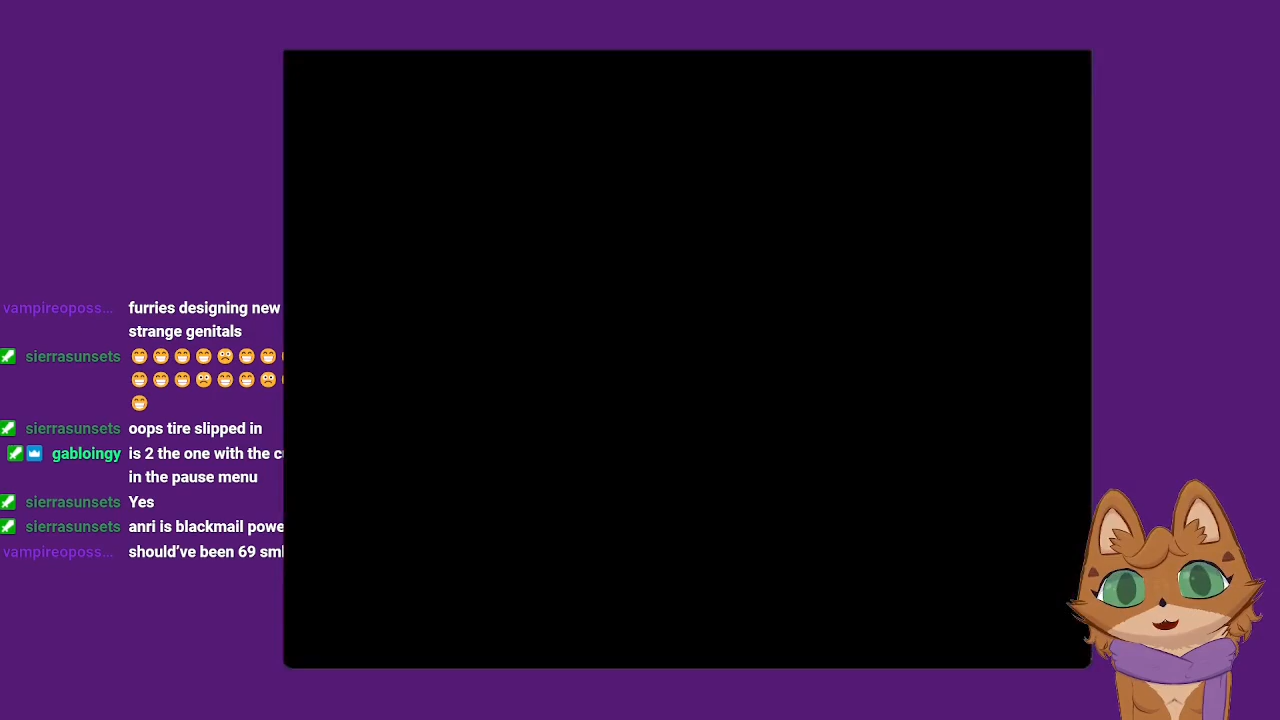 vampireoposs... furries designing new
strange genitals
sierrasunsets 😁😁😁😁🙁😁😁
😁😁😁🙁😁😁🙁
😁
sierrasunsets oops tire slipped in
gabloingy is 2 the one with the
in the pause menu
sierrasunsets Yes
sierrasunsets anri is blackmail powe
vampireoposs... should've been 69